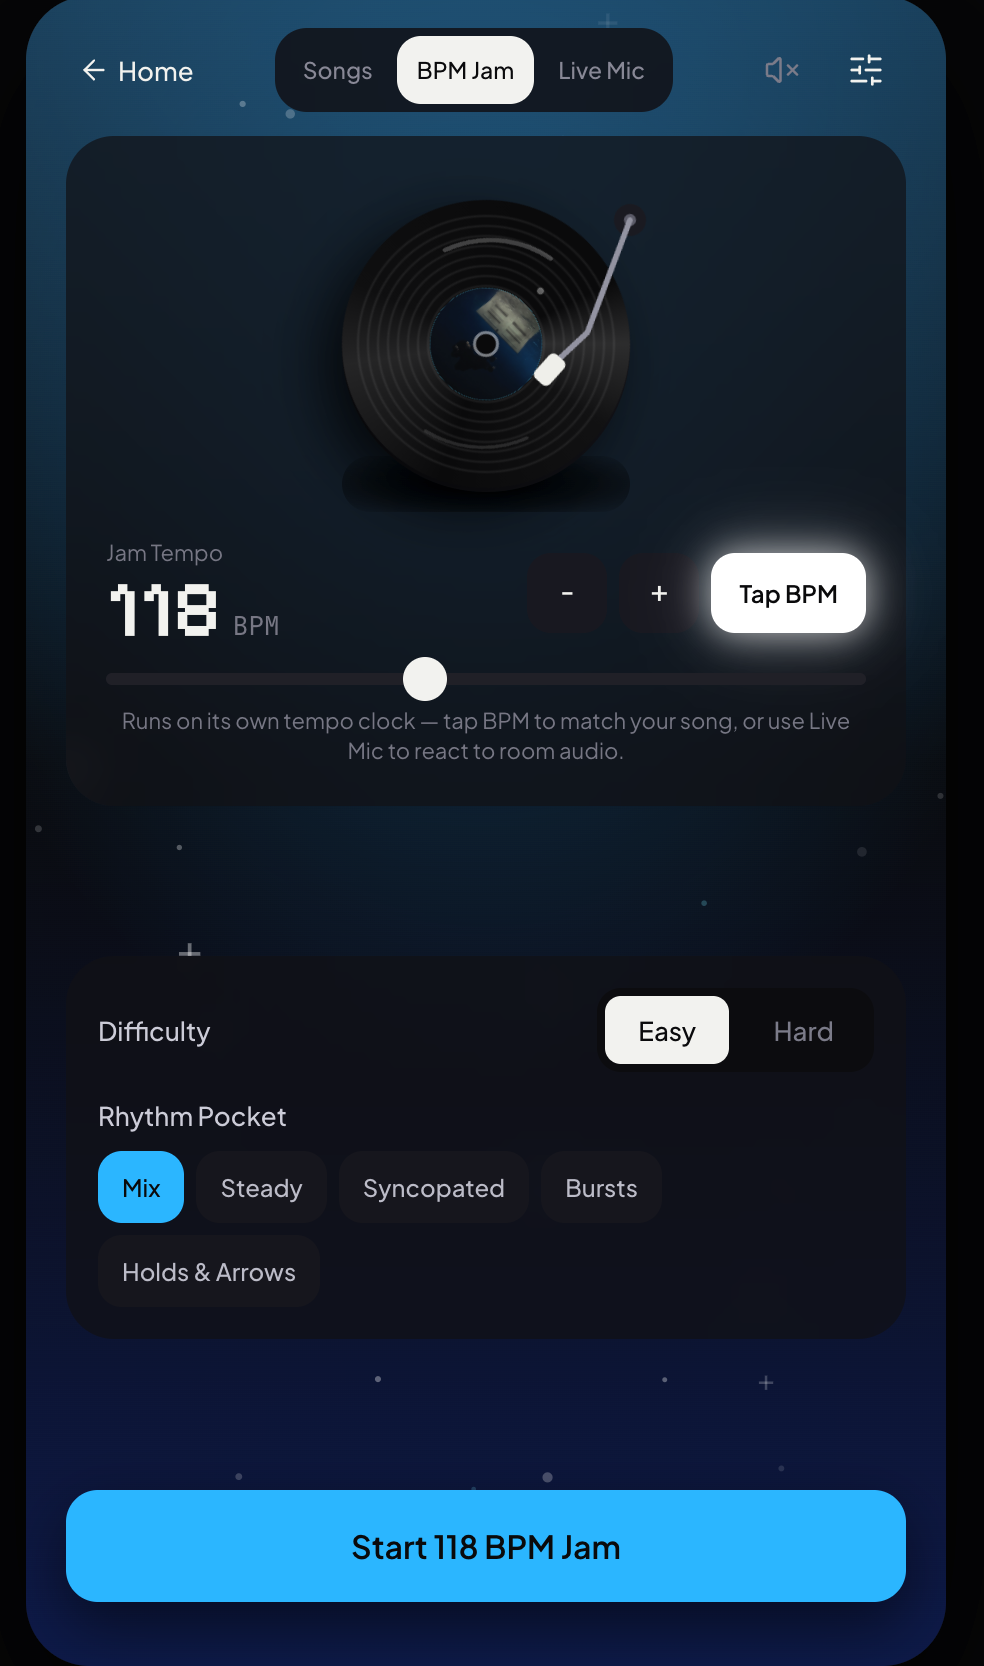 Home
Songs
BPM Jam
Live Mic
Jam Tempo
118 BPM
-
+
Tap BPM
Runs on its own tempo clock — tap BPM to match your song, or use Live
Mic to react to room audio.
Difficulty
Easy
Hard
Rhythm Pocket
Mix
Steady
Syncopated
Bursts
Holds & Arrows
Start 118 BPM Jam